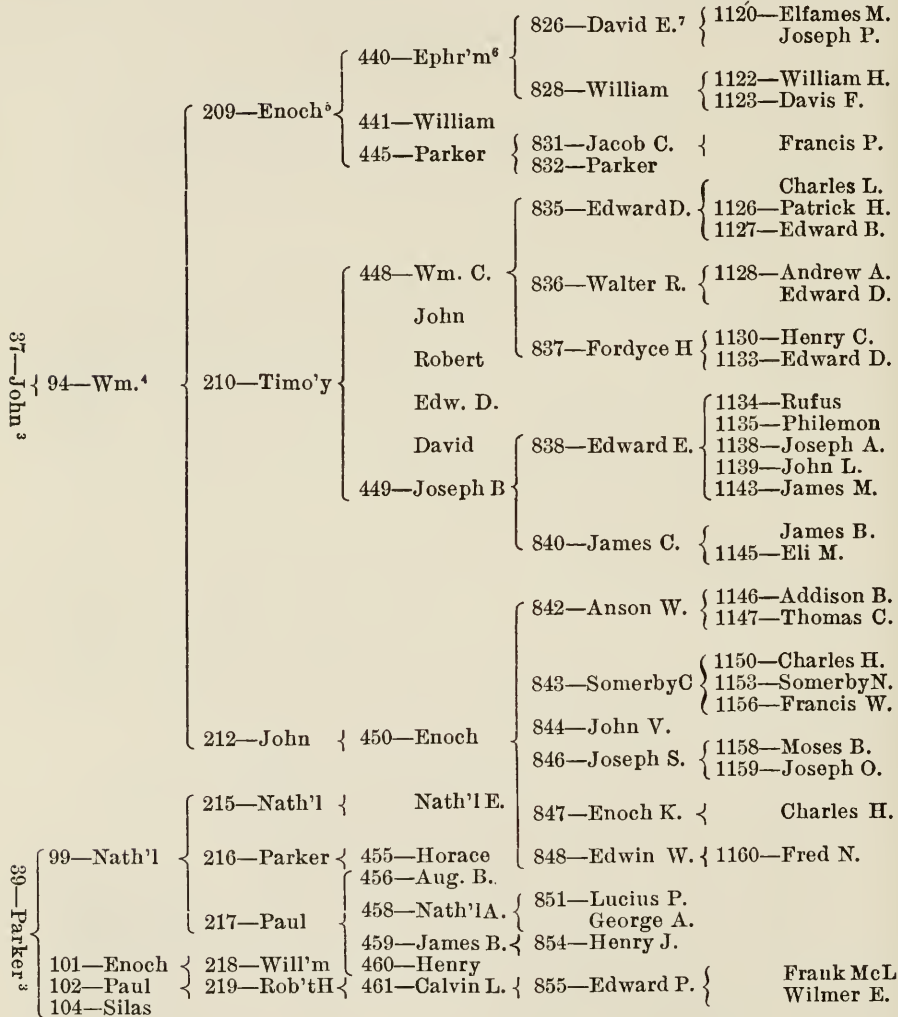 1120—Elfames M.
826—David E.⁷
Joseph P.
440—Ephr'm⁶
828—William
1122—William H.
1123—Davis F.
209—Enoch⁵
441—William
445—Parker
831—Jacob C.
832—Parker
Francis P.
Charles L.
835—Edward D.
1126—Patrick H.
1127—Edward B.
448—Wm. C.
836—Walter R.
1128—Andrew A.
Edward D.
John
Robert
837—Fordyce H
1130—Henry C.
1133—Edward D.
37—John³
94—Wm.⁴
210—Timo'y
Edw. D.
David
449—Joseph B
838—Edward E.
1134—Rufus
1135—Philemon
1138—Joseph A.
1139—John L.
1143—James M.
840—James C.
James B.
1145—Eli M.
842—Anson W.
1146—Addison B.
1147—Thomas C.
843—Somerby C
1150—Charles H.
1153—Somerby N.
1156—Francis W.
212—John
450—Enoch
844—John V.
846—Joseph S.
1158—Moses B.
1159—Joseph O.
215—Nath'l
Nath'l E.
847—Enoch K.
Charles H.
39—Parker³
99—Nath'l
216—Parker
455—Horace
848—Edwin W.
1160—Fred N.
456—Aug. B.
217—Paul
458—Nath'l A.
851—Lucius P.
George A.
459—James B.
854—Henry J.
101—Enoch
218—Will'm
460—Henry
102—Paul
219—Rob't H
461—Calvin L.
855—Edward P.
Frank McL
Wilmer E.
104—Silas